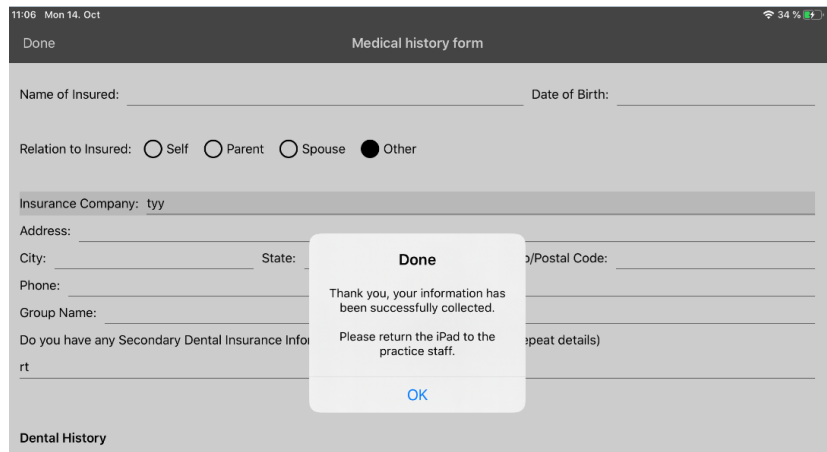 11:06 Mon 14. Oct 34 %
Done Medical history form
Name of Insured: Date of Birth:
Relation to Insured: Self Parent Spouse Other
Insurance Company: tyy
Address:
City: State: /Postal Code:
Phone:
Group Name:
Do you have any Secondary Dental Insurance epeat details)
rt
Done
Thank you, your information has
been successfully collected.
Please return the iPad to the
practice staff.
OK
Dental History